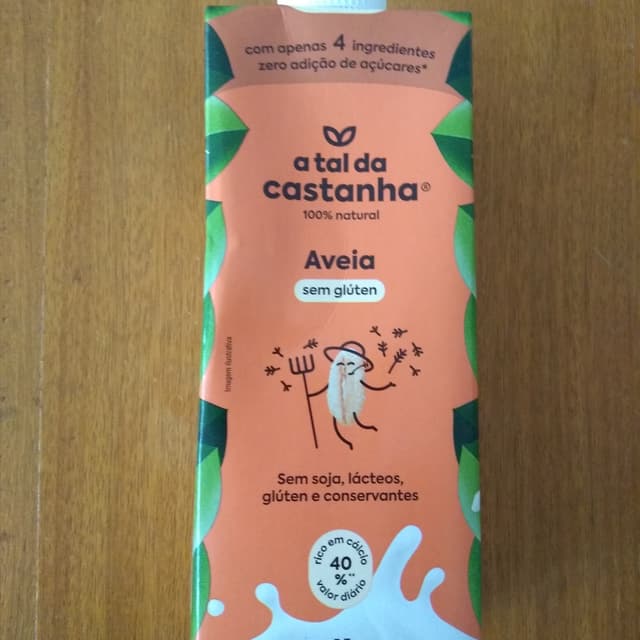 com apenas 4 ingredientes
zero adição de açúcares*
a tal da
castanha®
100% natural
Aveia
sem glúten
Imagem ilustrativa
Sem soja, lácteos,
glúten e conservantes
rico em cálcio
40
%**
valor diário